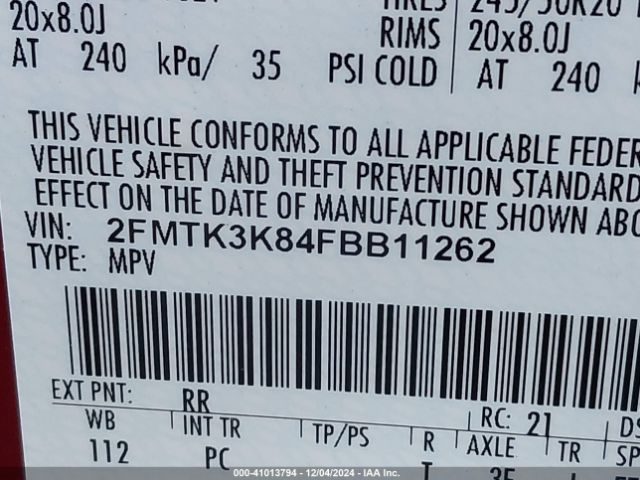 20x8.0J RIMS 20x8.0J
AT 240 kPa/ 35 PSI COLD AT 240
THIS VEHICLE CONFORMS TO ALL APPLICABLE FEDER
VEHICLE SAFETY AND THEFT PREVENTION STANDARD
EFFECT ON THE DATE OF MANUFACTURE SHOWN ABO
VIN: 2FMTK3K84FBB11262
TYPE: MPV
EXT PNT: RR RC: 21 DS
WB INT TR TP/PS R AXLE TR SP
112 PC
000-41013794 - 12/04/2024 - IAA Inc.